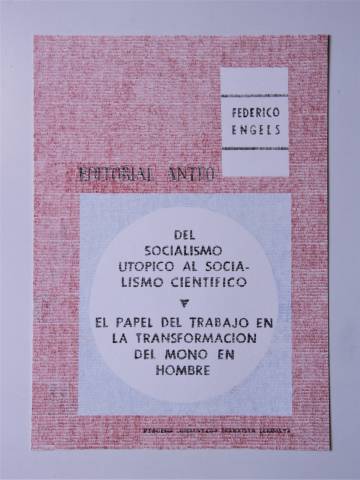 FEDERICO
ENGELS
EDITORIAL ANTEO
DEL
SOCIALISMO
UTOPICO AL SOCIA-
LISMO CIENTIFICO
EL PAPEL DEL TRABAJO EN
LA TRANSFORMACION
DEL MONO EN
HOMBRE